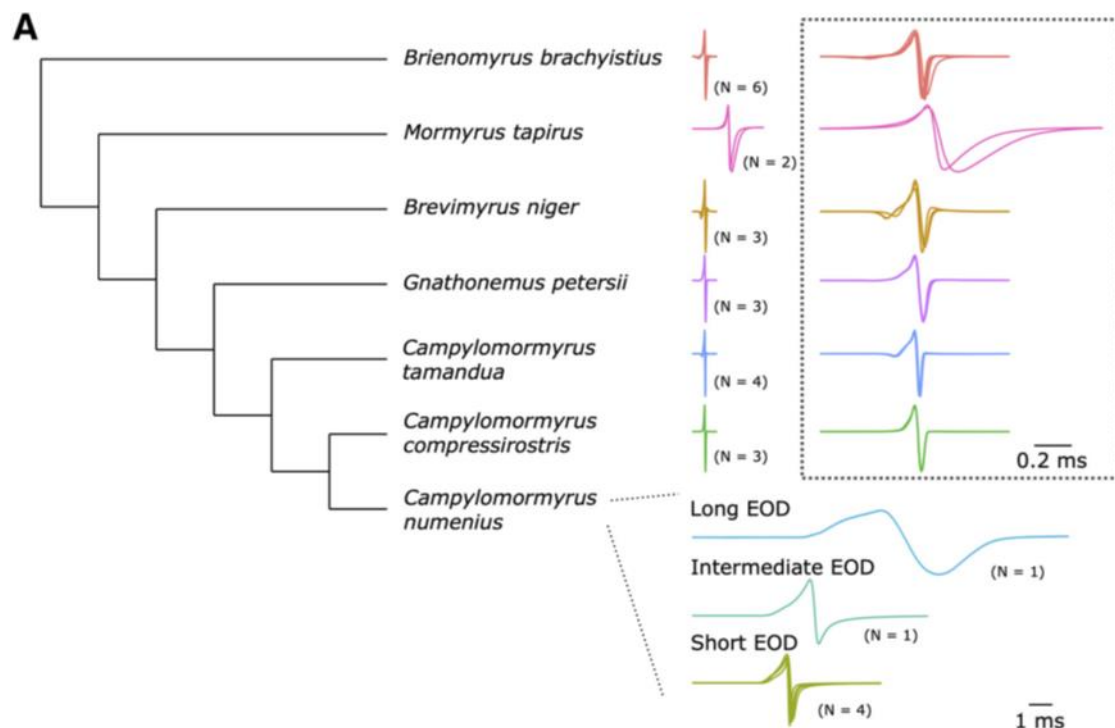 A
Brienomyrus brachyistius
(N = 6)
Mormyrus tapirus
(N = 2)
Brevimyrus niger
(N = 3)
Gnathonemus petersii
(N = 3)
Campylomormyrus
tamandua
(N = 4)
Campylomormyrus
compressirostris
(N = 3)
0.2 ms
Campylomormyrus
numenius
Long EOD
(N = 1)
Intermediate EOD
(N = 1)
Short EOD
(N = 4)
1 ms